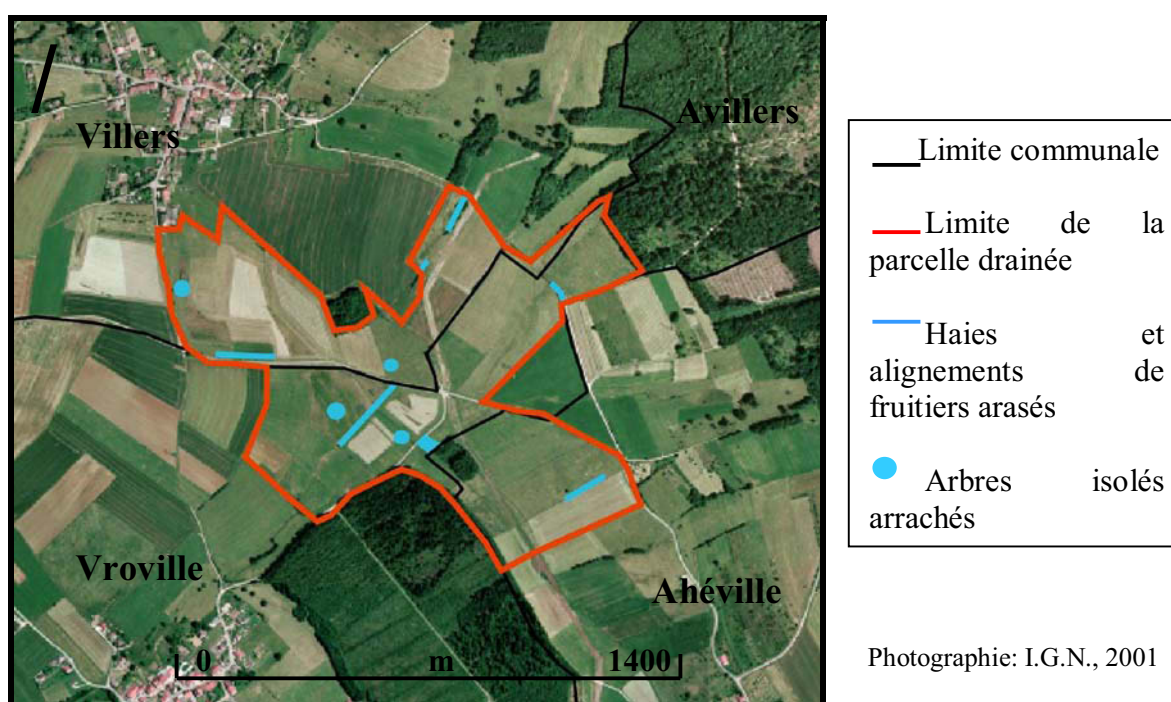 Villers
Avillers
Vroville
Ahéville
0 m 1400
Limite communale
Limite de la
parcelle drainée
Haies et
alignements de
fruitiers arasés
Arbres isolés
arrachés
Photographie: I.G.N., 2001